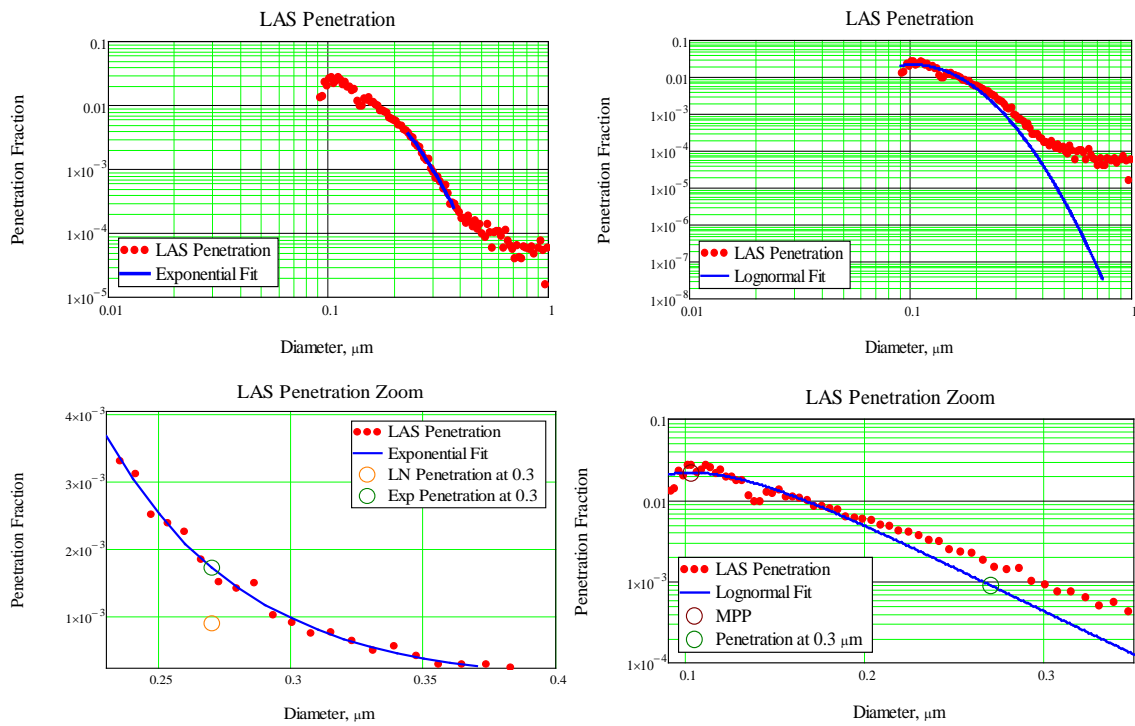 LAS Penetration
0.1
0.01
1×10⁻³
1×10⁻⁴
1×10⁻⁵
Penetration Fraction
LAS Penetration
Exponential Fit
0.01
0.1
1
Diameter, μm
LAS Penetration
0.1
0.01
1×10⁻³
1×10⁻⁴
1×10⁻⁵
1×10⁻⁶
1×10⁻⁷
1×10⁻⁸
Penetration Fraction
LAS Penetration
Lognormal Fit
0.01
0.1
1
Diameter, μm
LAS Penetration Zoom
4×10⁻³
3×10⁻³
2×10⁻³
1×10⁻³
Penetration Fraction
LAS Penetration
Exponential Fit
LN Penetration at 0.3
Exp Penetration at 0.3
0.25
0.3
0.35
0.4
Diameter, μm
LAS Penetration Zoom
0.1
0.01
1×10⁻³
1×10⁻⁴
Penetration Fraction
LAS Penetration
Lognormal Fit
MPP
Penetration at 0.3 μm
0.1
0.2
0.3
Diameter, μm